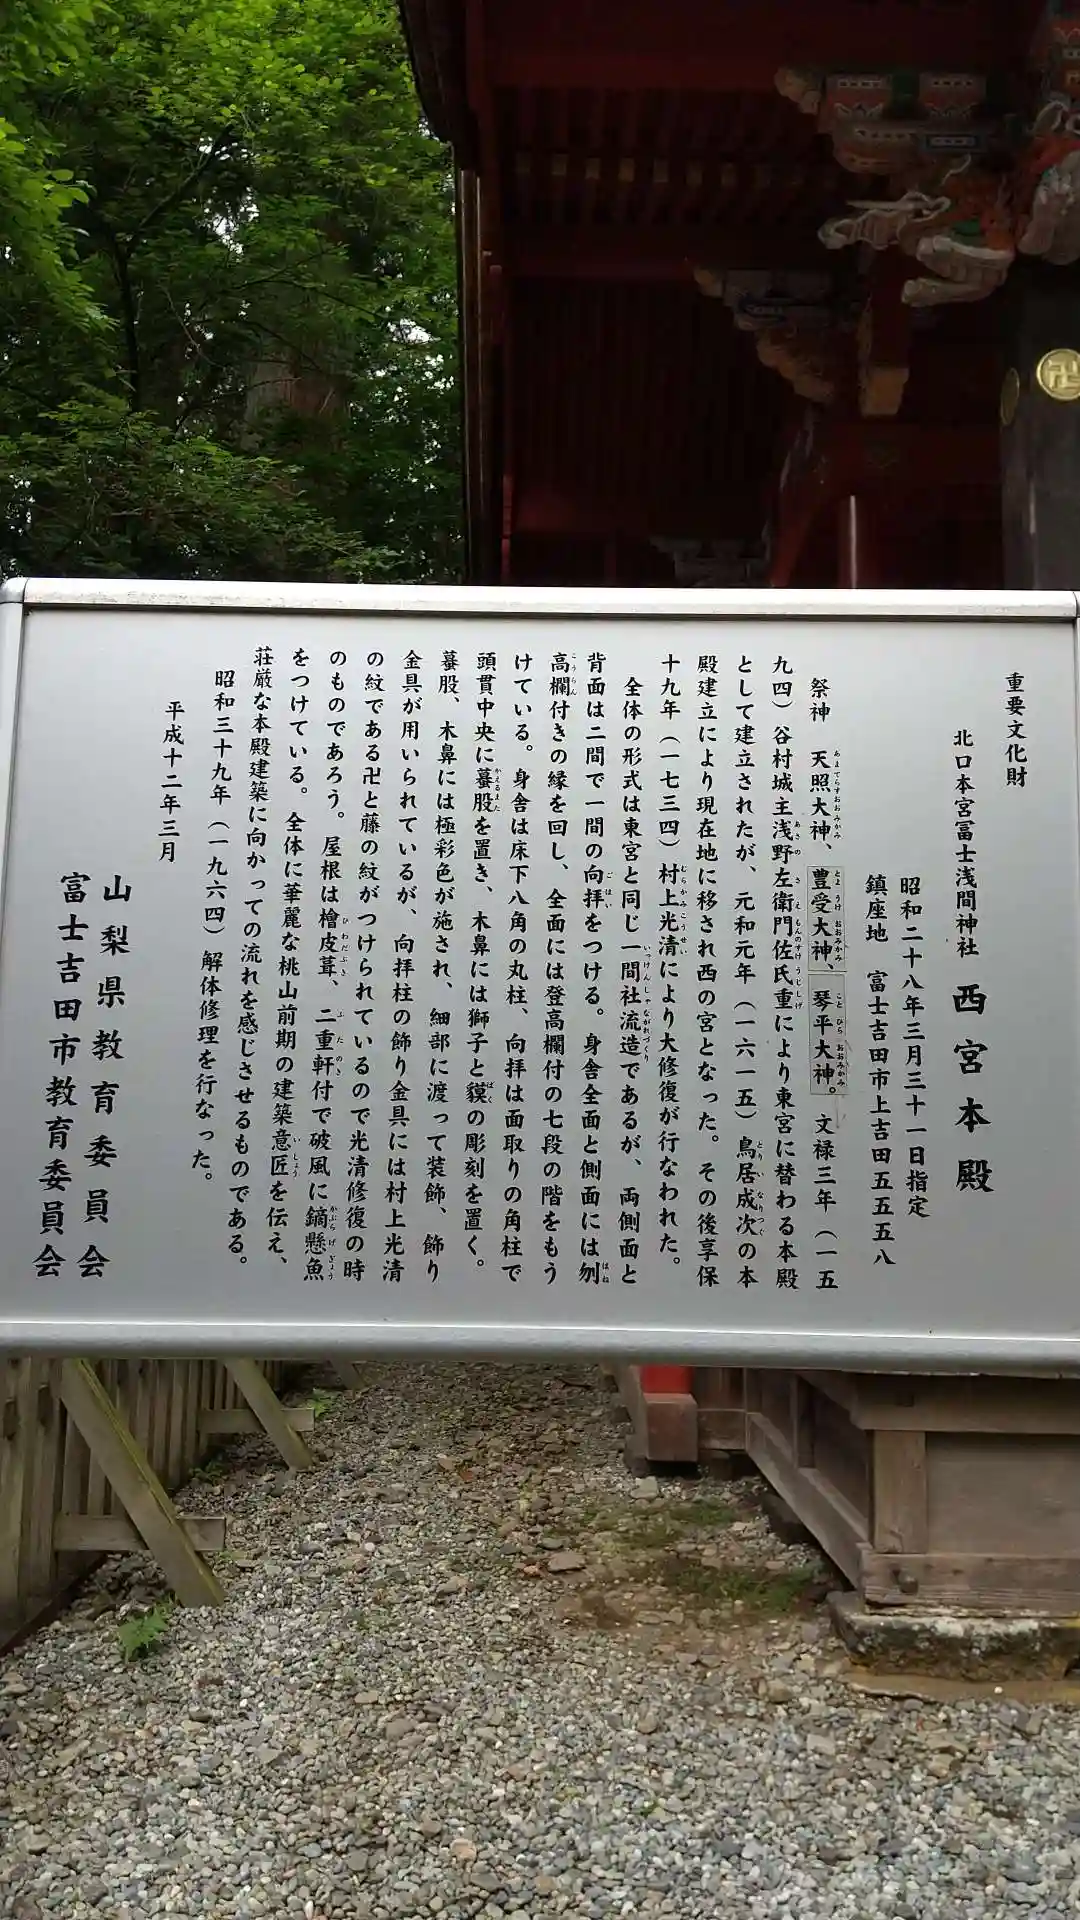 重要文化財
北口本宮冨士浅間神社　西宮本殿
昭和二十八年三月三十一日指定
鎮座地　富士吉田市上吉田五五五八
祭神　天照大神、豊受大神、琴平大神。　文禄三年（一五
九四）谷村城主浅野左衛門佐氏重により東宮に替わる本殿
として建立されたが、元和元年（一六一五）鳥居成次の本
殿建立により現在地に移され西の宮となった。その後享保
十九年（一七三四）村上光清により大修復が行なわれた。
全体の形式は東宮と同じ一間社流造であるが、両側面と
背面は二間で一間の向拝をつける。身舎全面と側面には刎
高欄付きの縁を回し、全面には登高欄付の七段の階をもう
けている。身舎は床下八角の丸柱、向拝は面取りの角柱で
頭貫中央に蟇股を置き、木鼻には獅子と獏の彫刻を置く。
蟇股、木鼻には極彩色が施され、細部に渡って装飾、飾り
金具が用いられているが、向拝柱の飾り金具には村上光清
の紋である卍と藤の紋がつけられているので光清修復の時
のものであろう。屋根は檜皮葺、二重軒付で破風に鏑懸魚
をつけている。全体に華麗な桃山前期の建築意匠を伝え、
荘厳な本殿建築に向かっての流れを感じさせるものである。
昭和三十九年（一九六四）解体修理を行なった。
平成十二年三月
山梨県教育委員会
富士吉田市教育委員会